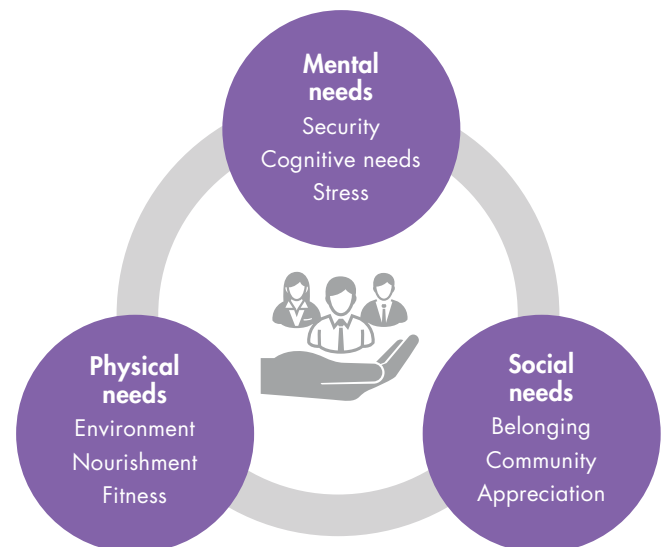 Mental
needs
Security
Cognitive needs
Stress
Physical
needs
Environment
Nourishment
Fitness
Social
needs
Belonging
Community
Appreciation